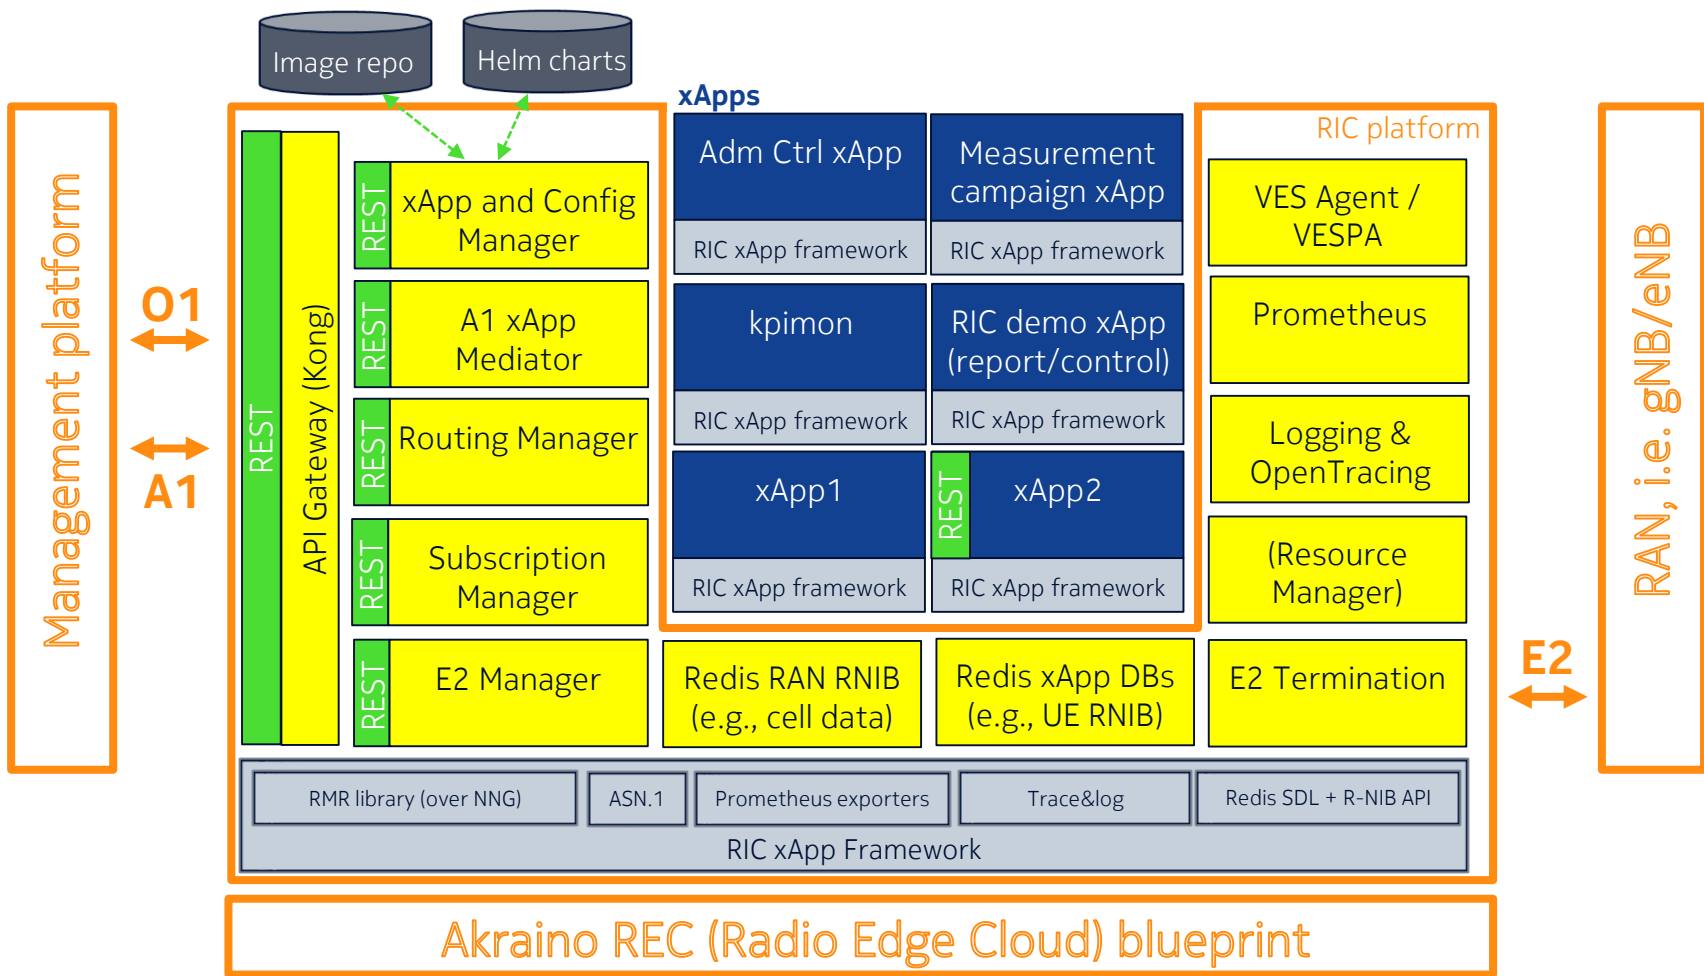 Image repo
Helm charts
xApps
RIC platform
Management platform
O1
A1
REST
API Gateway (Kong)
REST
xApp and Config
Manager
REST
A1 xApp
Mediator
REST
Routing Manager
REST
Subscription
Manager
REST
E2 Manager
Adm Ctrl xApp
RIC xApp framework
Measurement
campaign xApp
RIC xApp framework
kpimon
RIC xApp framework
RIC demo xApp
(report/control)
RIC xApp framework
xApp1
RIC xApp framework
REST
xApp2
RIC xApp framework
Redis RAN RNIB
(e.g., cell data)
Redis xApp DBs
(e.g., UE RNIB)
VES Agent /
VESPA
Prometheus
Logging &
OpenTracing
(Resource
Manager)
E2 Termination
E2
RAN, i.e. gNB/eNB
RMR library (over NNG)
ASN.1
Prometheus exporters
Trace&log
Redis SDL + R-NIB API
RIC xApp Framework
Akraino REC (Radio Edge Cloud) blueprint